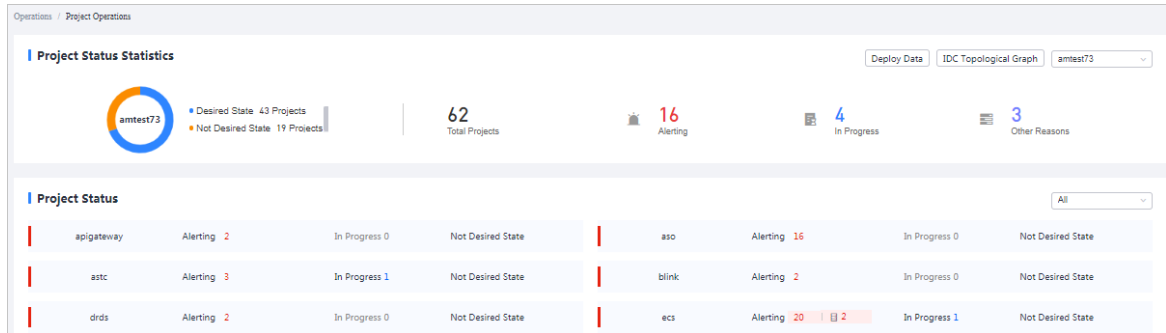 Operations / Project Operations
Project Status Statistics
Deploy Data IDC Topological Graph amtest73
amtest73
Desired State 43 Projects
Not Desired State 19 Projects
62
Total Projects
16
Alerting
4
In Progress
3
Other Reasons
Project Status
All
apigateway Alerting 2 In Progress 0 Not Desired State
aso Alerting 16 In Progress 0 Not Desired State
astc Alerting 3 In Progress 1 Not Desired State
blink Alerting 2 In Progress 0 Not Desired State
drds Alerting 2 In Progress 0 Not Desired State
ecs Alerting 20 2 In Progress 1 Not Desired State